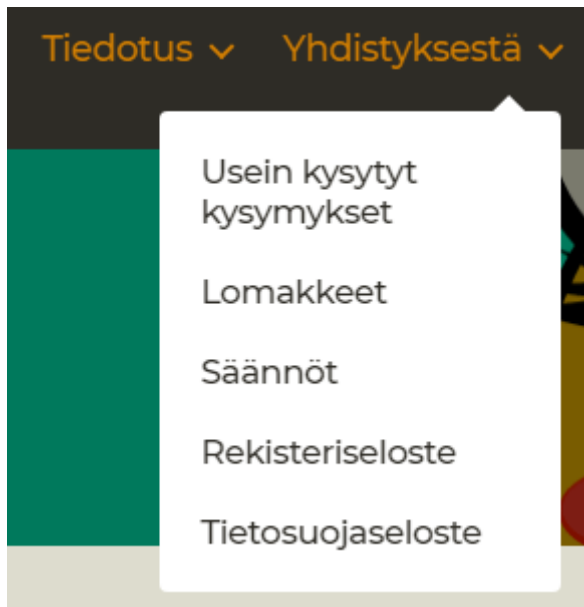 Tiedotus Yhdistyksestä
Usein kysytyt
kysymykset
Lomakkeet
Säännöt
Rekisteriseloste
Tietosuojaseloste